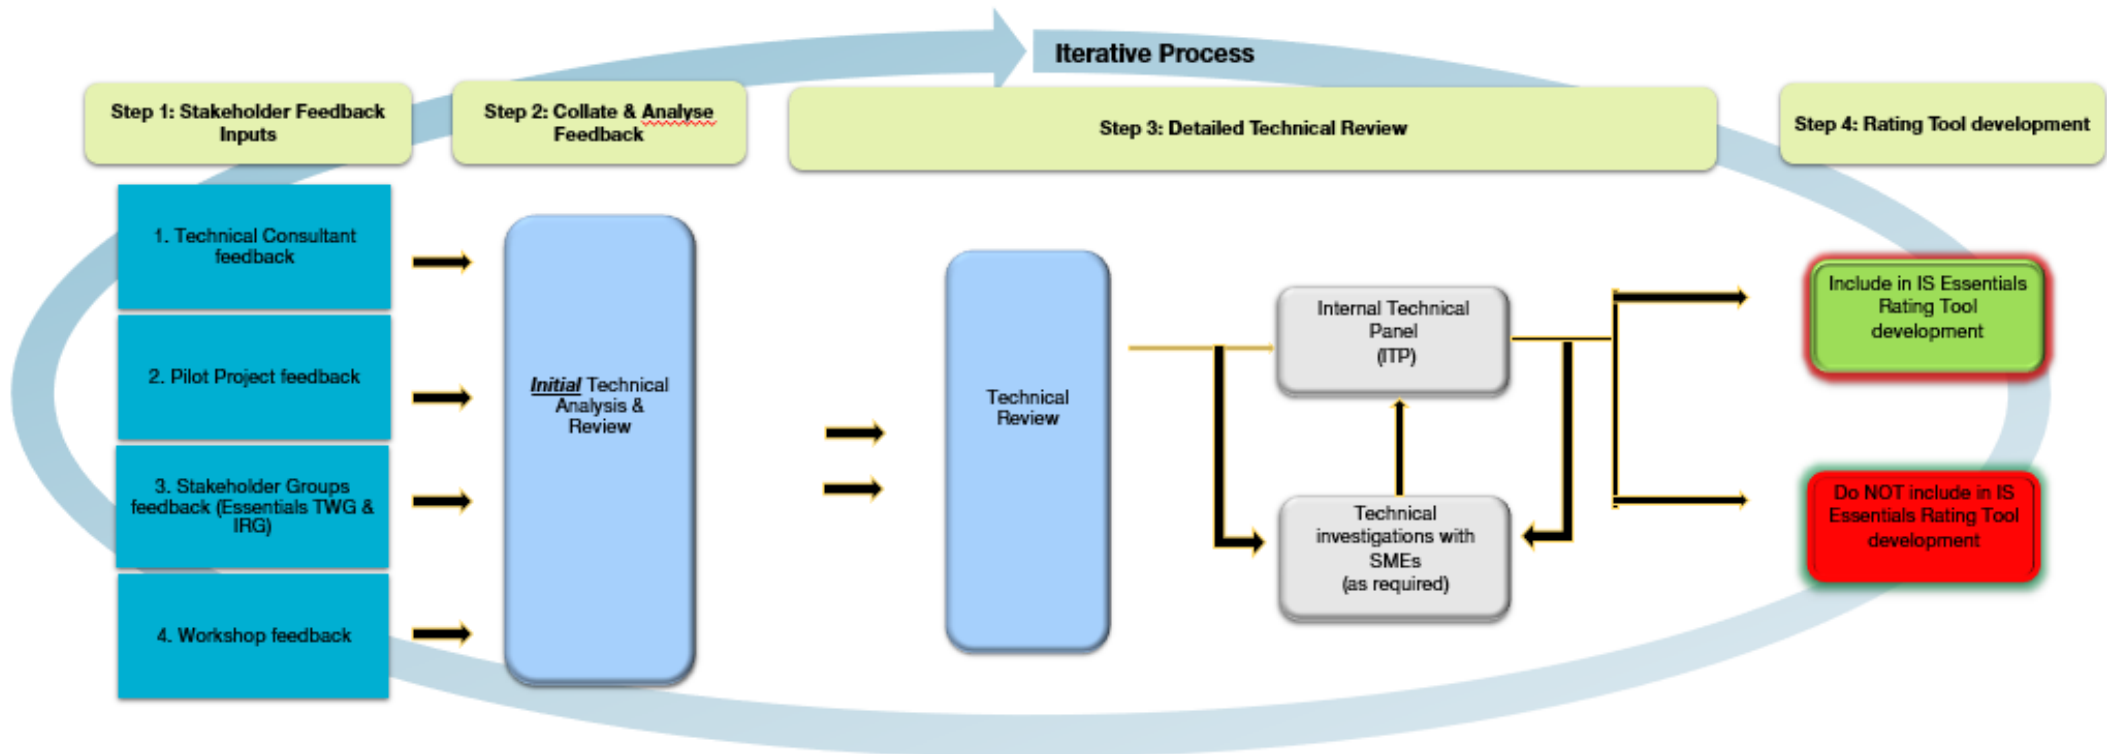 Iterative Process
Step 1: Stakeholder Feedback
Inputs
Step 2: Collate & Analyse
Feedback
Step 3: Detailed Technical Review
Step 4: Rating Tool development
1. Technical Consultant
feedback
2. Pilot Project feedback
3. Stakeholder Groups
feedback (Essentials TWG &
IRG)
4. Workshop feedback
Initial Technical
Analysis &
Review
Technical
Review
Internal Technical
Panel
(ITP)
Technical
investigations with
SMEs
(as required)
Include in IS Essentials
Rating Tool
development
Do NOT include in IS
Essentials Rating Tool
development